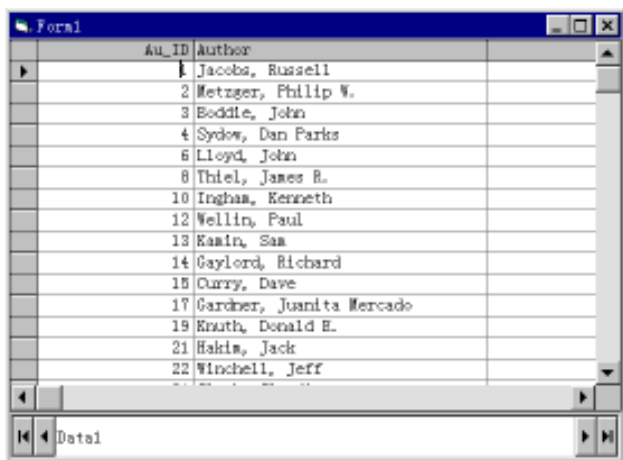 Form1
Au_ID Author
1 Jacobs, Russell
2 Metzger, Philip W.
3 Boddie, John
4 Sydow, Dan Parks
6 Lloyd, John
8 Thiel, James R.
10 Ingham, Kenneth
12 Wellin, Paul
13 Kamin, Sam
14 Gaylord, Richard
15 Curry, Dave
17 Gardner, Juanita Mercado
19 Knuth, Donald E.
21 Hakim, Jack
22 Winchell, Jeff
Data1